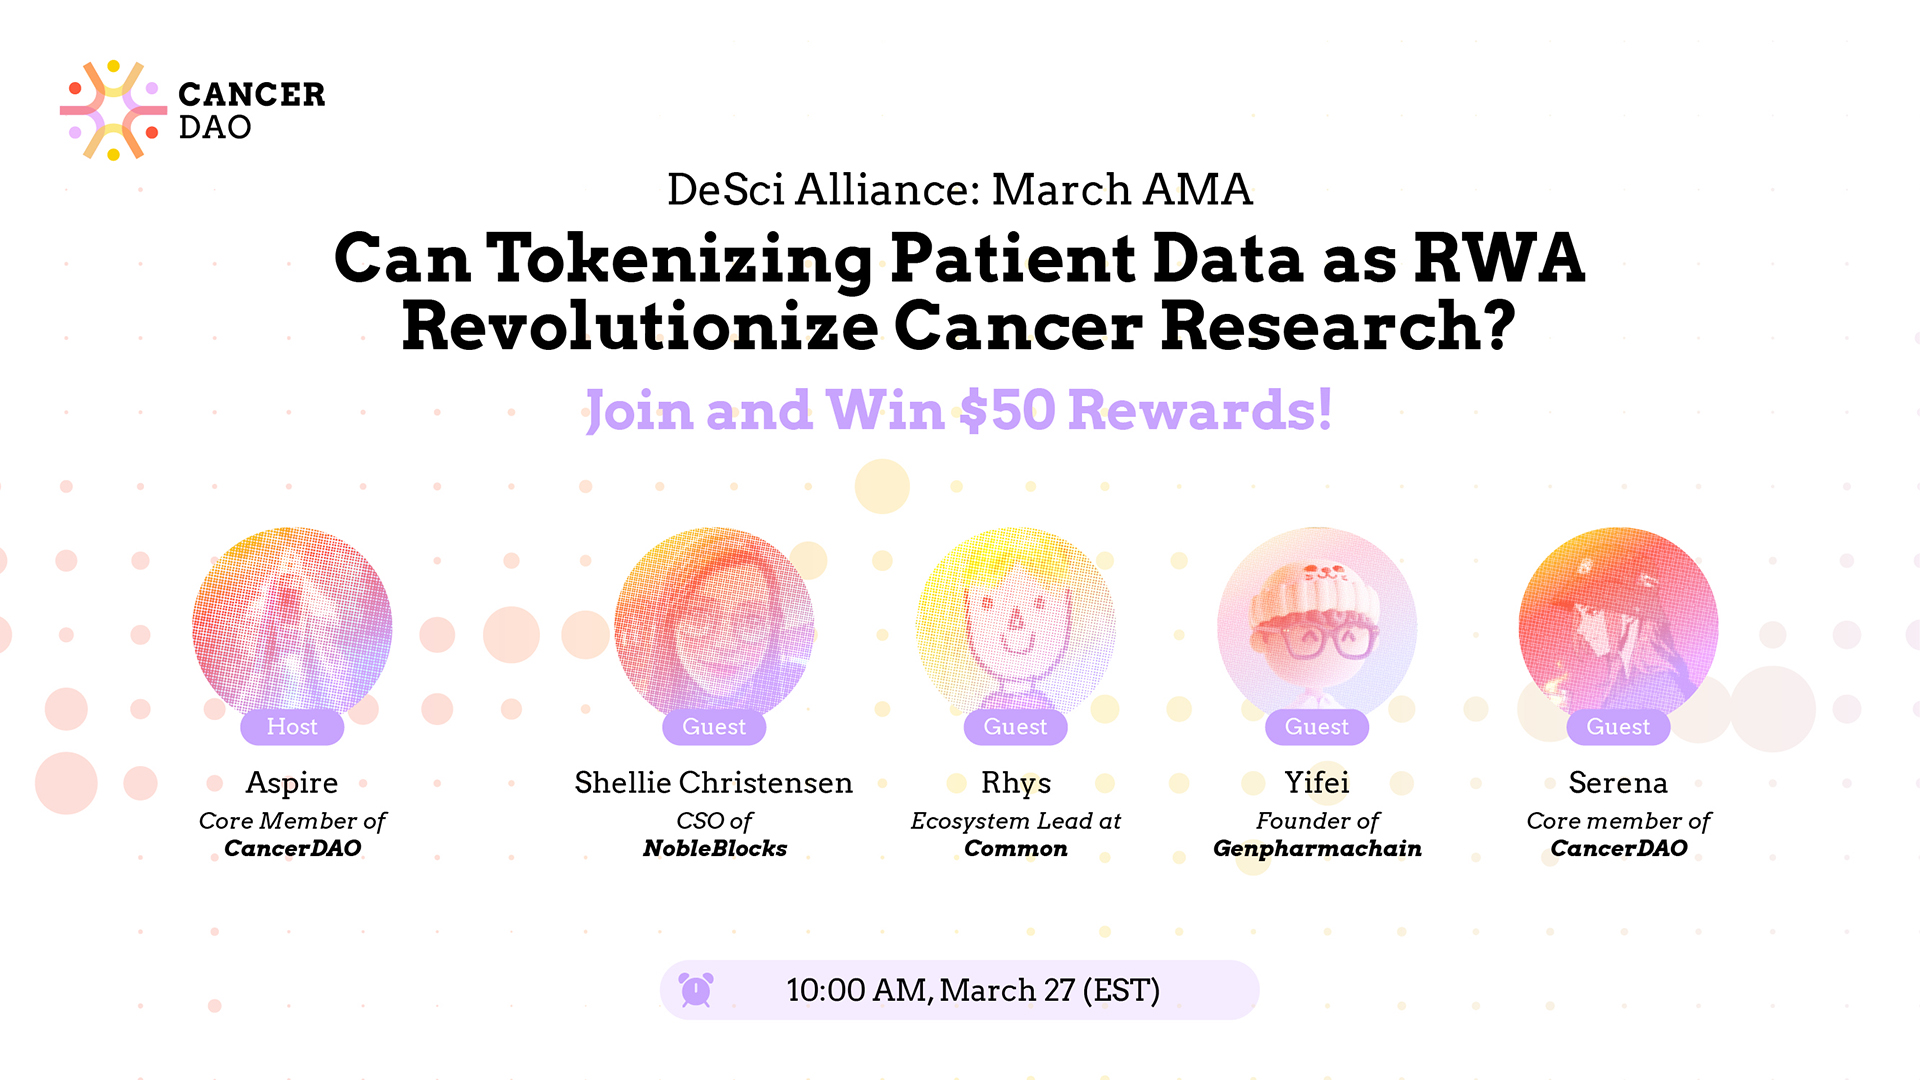 CANCER
DAO
DeSci Alliance: March AMA
Can Tokenizing Patient Data as RWA
Revolutionize Cancer Research?
Join and Win $50 Rewards!
Host
Aspire
Core Member of
CancerDAO
Guest
Shellie Christensen
CSO of
NobleBlocks
Guest
Rhys
Ecosystem Lead at
Common
Guest
Yifei
Founder of
Genpharmachain
Guest
Serena
Core member of
CancerDAO
10:00 AM, March 27 (EST)